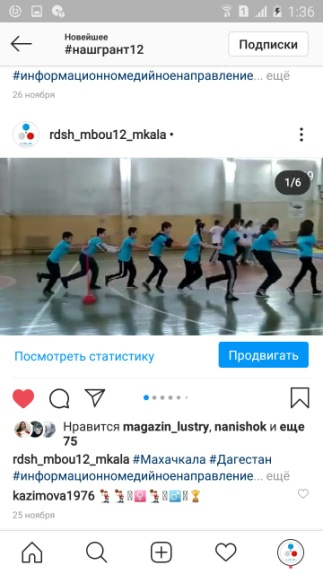 1:36
Новейшее
#нашгрант12
Подписки
#информационномедийноенаправление... ещё
26 ноября
rdsh_mbou12_mkala •
1/6
Посмотреть статистику
Продвигать
Нравится magazin_lustry, nanishok и еще
75
rdsh_mbou12_mkala #Махачкала #Дагестан
#информационномедийноенаправление... ещё
kazimova1976
25 ноября